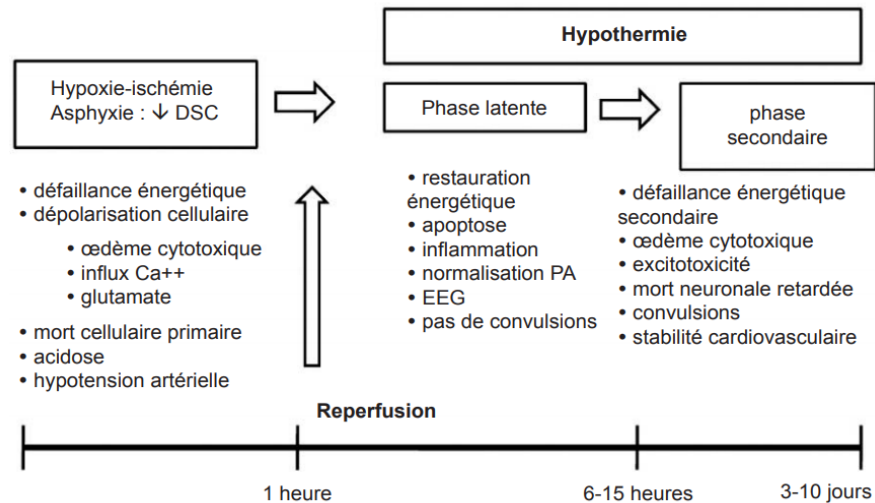 Hypothermie
Hypoxie-ischémie
Asphyxie : ↓ DSC
Phase latente
phase
secondaire
• défaillance énergétique
• dépolarisation cellulaire
• œdème cytotoxique
• influx Ca++
• glutamate
• mort cellulaire primaire
• acidose
• hypotension artérielle
• restauration
énergétique
• apoptose
• inflammation
• normalisation PA
• EEG
• pas de convulsions
• défaillance énergétique
secondaire
• œdème cytotoxique
• excitotoxicité
• mort neuronale retardée
• convulsions
• stabilité cardiovasculaire
Reperfusion
1 heure
6-15 heures
3-10 jours